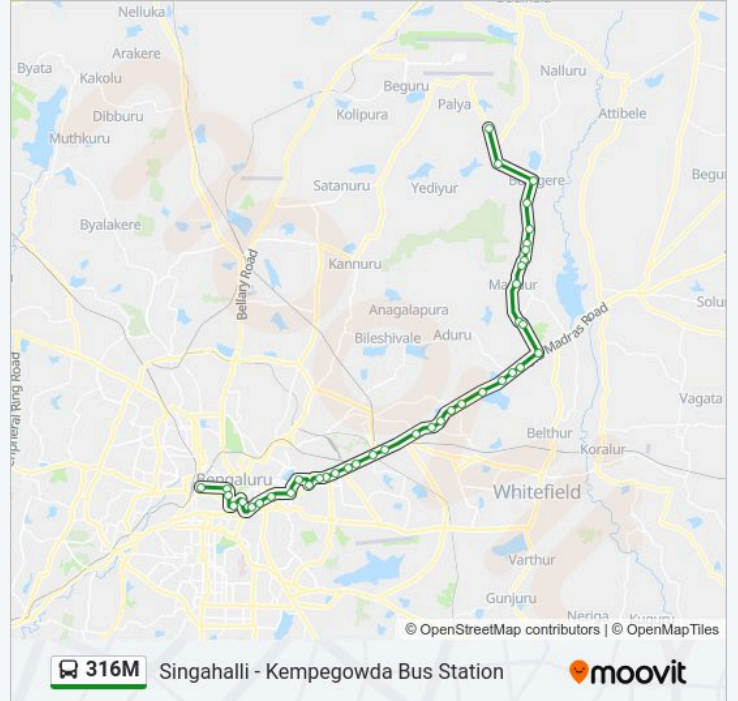 Nelluru
Arakere
Byata
Kakolu
Dibburu
Muthkuru
Byalakere
Beguru
Nalluru
Palya
Kolipura
Attibele
Satanuru
Yediyur
Begu
Kannuru
Bellary Road
Anagalapura
Bileshivale
Aduru
Madras Road
Solu
Vagata
Belthur
Koralur
Bengaluru
Whitefield
Varthur
Gunjuru
© OpenStreetMap contributors | © OpenMapTiles
316M Singahalli - Kempegowda Bus Station moovit